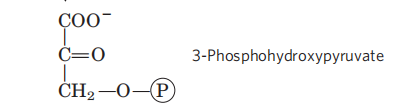 COO⁻
C=O 3-Phosphohydroxypyruvate
CH₂—O—Ⓟ